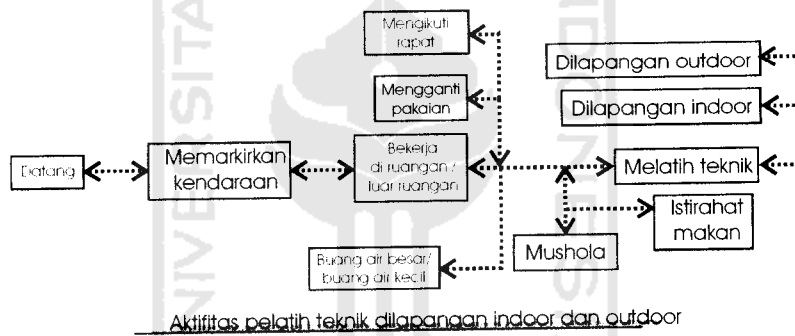 Mengikuti
rapat
Dilapangan outdoor
Mengganti
pakaian
Dilapangan indoor
Datang
Memarkirkan
kendaraan
Bekerja
di ruangan /
luar ruangan
Melatih teknik
Istirahat
makan
Mushola
Buang air besar/
buang air kecil
Aktifitas pelatih teknik dilapangan indoor dan outdoor